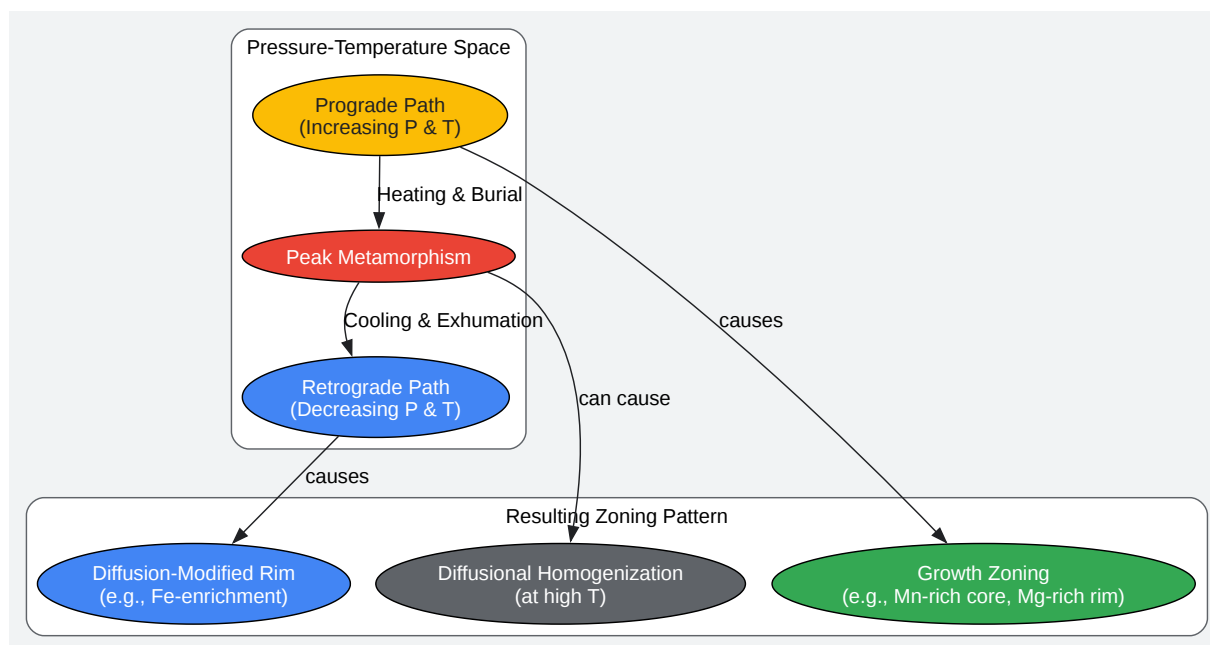 Pressure-Temperature Space
Prograde Path
(Increasing P & T)
Heating & Burial
Peak Metamorphism
Cooling & Exhumation
causes
Retrograde Path
(Decreasing P & T)
can cause
causes
Resulting Zoning Pattern
Diffusion-Modified Rim
(e.g., Fe-enrichment)
Diffusional Homogenization
(at high T)
Growth Zoning
(e.g., Mn-rich core, Mg-rich rim)